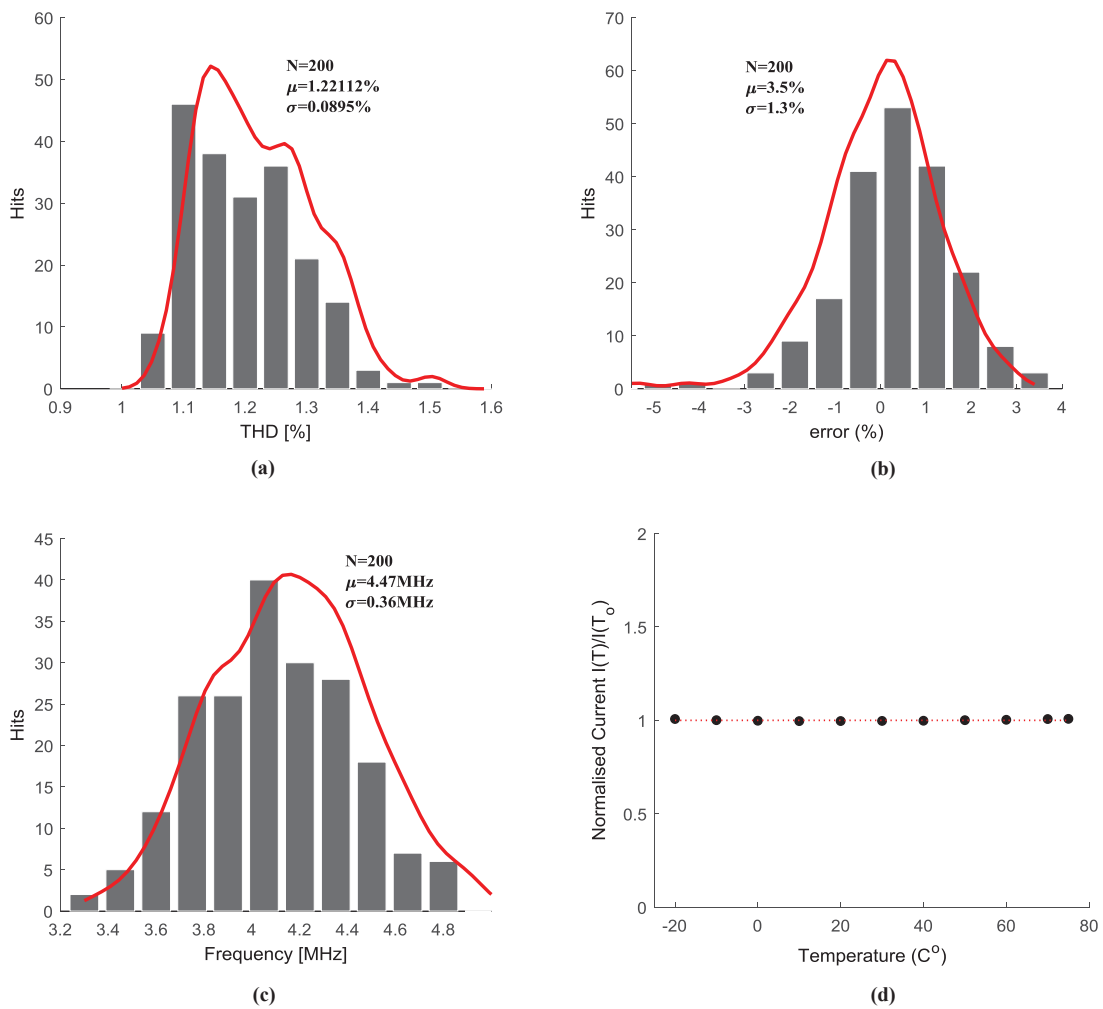 60
50
40
30
20
10
0
Hits
0.9 1 1.1 1.2 1.3 1.4 1.5 1.6
THD [%]
N=200
μ=1.22112%
σ=0.0895%
(a)
70
60
50
40
30
20
10
0
Hits
-5 -4 -3 -2 -1 0 1 2 3 4
error (%)
N=200
μ=3.5%
σ=1.3%
(b)
45
40
35
30
25
20
15
10
5
0
Hits
3.2 3.4 3.6 3.8 4 4.2 4.4 4.6 4.8
Frequency [MHz]
N=200
μ=4.47MHz
σ=0.36MHz
(c)
2
1.5
1
0.5
0
Normalised Current I(T)/I(To)
-20 0 20 40 60 80
Temperature (Co)
(d)